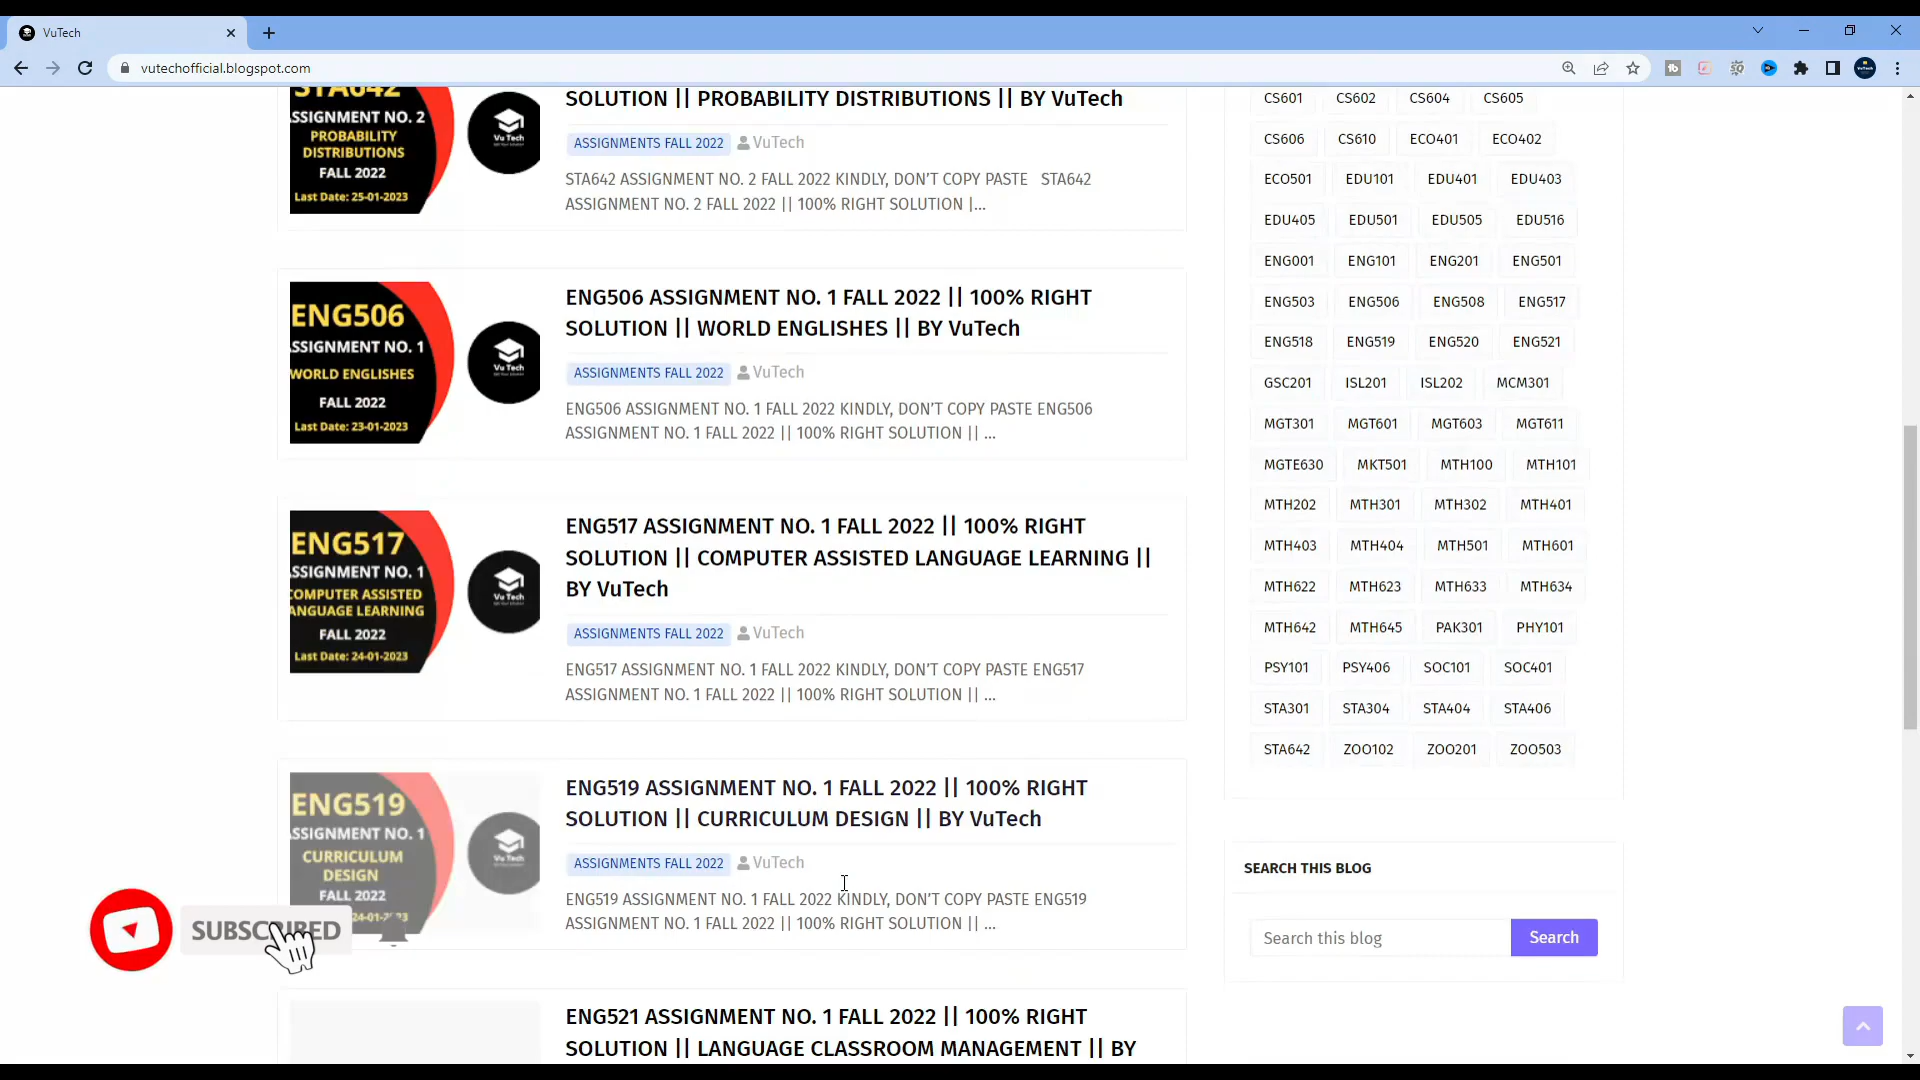 VuTech
vutechofficial.blogspot.com
STA642
ASSIGNMENT NO. 2
PROBABILITY
DISTRIBUTIONS
FALL 2022
Last Date: 25-01-2023
Vu Tech
SOLUTION || PROBABILITY DISTRIBUTIONS || BY VuTech
ASSIGNMENTS FALL 2022 VuTech
STA642 ASSIGNMENT NO. 2 FALL 2022 KINDLY, DON'T COPY PASTE STA642
ASSIGNMENT NO. 2 FALL 2022 || 100% RIGHT SOLUTION |...
ENG506
SSIGNMENT NO. 1
WORLD ENGLISHES
FALL 2022
Last Date: 23-01-2023
Vu Tech
ENG506 ASSIGNMENT NO. 1 FALL 2022 || 100% RIGHT
SOLUTION || WORLD ENGLISHES || BY VuTech
ASSIGNMENTS FALL 2022 VuTech
ENG506 ASSIGNMENT NO. 1 FALL 2022 KINDLY, DON'T COPY PASTE ENG506
ASSIGNMENT NO. 1 FALL 2022 || 100% RIGHT SOLUTION || ...
ENG517
SSIGNMENT NO. 1
COMPUTER ASSISTED
ANGUAGE LEARNING
FALL 2022
Last Date: 24-01-2023
Vu Tech
ENG517 ASSIGNMENT NO. 1 FALL 2022 || 100% RIGHT
SOLUTION || COMPUTER ASSISTED LANGUAGE LEARNING ||
BY VuTech
ASSIGNMENTS FALL 2022 VuTech
ENG517 ASSIGNMENT NO. 1 FALL 2022 KINDLY, DON'T COPY PASTE ENG517
ASSIGNMENT NO. 1 FALL 2022 || 100% RIGHT SOLUTION || ...
ENG519
SSIGNMENT NO. 1
CURRICULUM
DESIGN
FALL 2022
Vu Tech
ENG519 ASSIGNMENT NO. 1 FALL 2022 || 100% RIGHT
SOLUTION || CURRICULUM DESIGN || BY VuTech
ASSIGNMENTS FALL 2022 VuTech
ENG519 ASSIGNMENT NO. 1 FALL 2022 KINDLY, DON'T COPY PASTE ENG519
ASSIGNMENT NO. 1 FALL 2022 || 100% RIGHT SOLUTION || ...
SUBSCRIBED
ENG521 ASSIGNMENT NO. 1 FALL 2022 || 100% RIGHT
SOLUTION || LANGUAGE CLASSROOM MANAGEMENT || BY
CS601 CS602 CS604 CS605
CS606 CS610 ECO401 ECO402
ECO501 EDU101 EDU401 EDU403
EDU405 EDU501 EDU505 EDU516
ENG001 ENG101 ENG201 ENG501
ENG503 ENG506 ENG508 ENG517
ENG518 ENG519 ENG520 ENG521
GSC201 ISL201 ISL202 MCM301
MGT301 MGT601 MGT603 MGT611
MGTE630 MKT501 MTH100 MTH101
MTH202 MTH301 MTH302 MTH401
MTH403 MTH404 MTH501 MTH601
MTH622 MTH623 MTH633 MTH634
MTH642 MTH645 PAK301 PHY101
PSY101 PSY406 SOC101 SOC401
STA301 STA304 STA404 STA406
STA642 ZOO102 ZOO201 ZOO503
SEARCH THIS BLOG
Search this blog Search